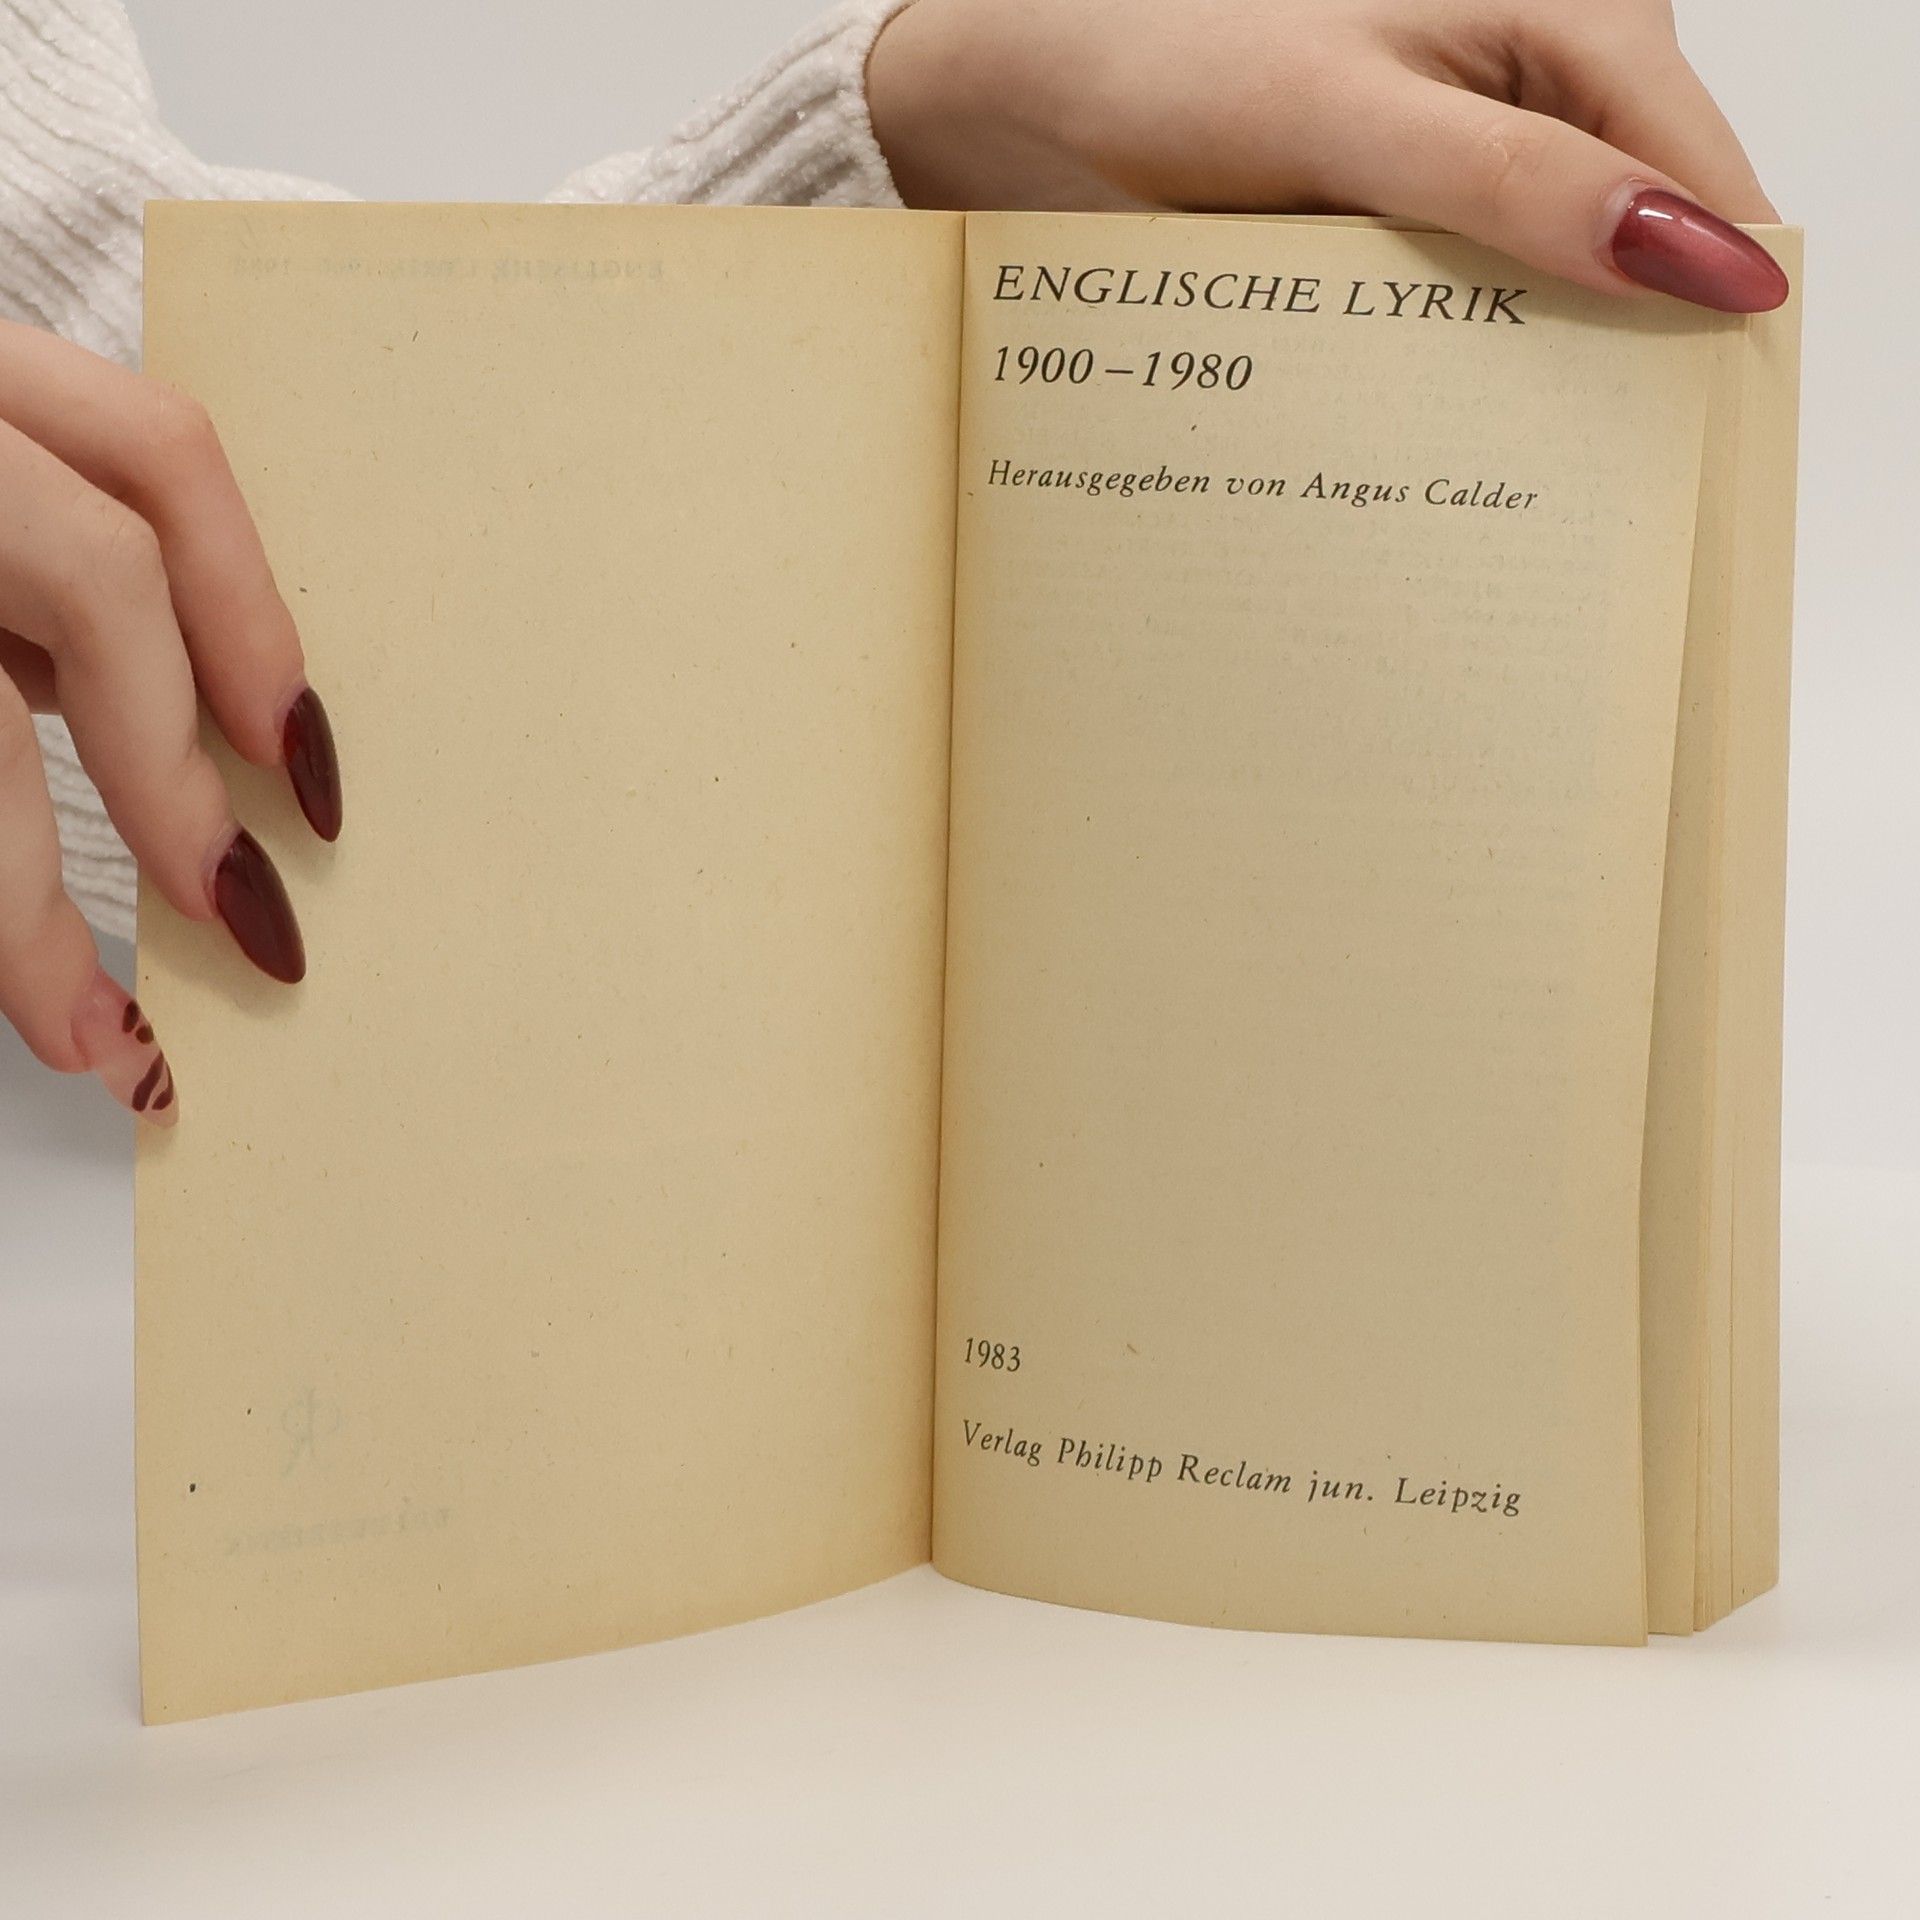 ENGLISCHE LYRIK
1900–1980
Herausgegeben von Angus Calder
1983
Verlag Philipp Reclam jun. Leipzig